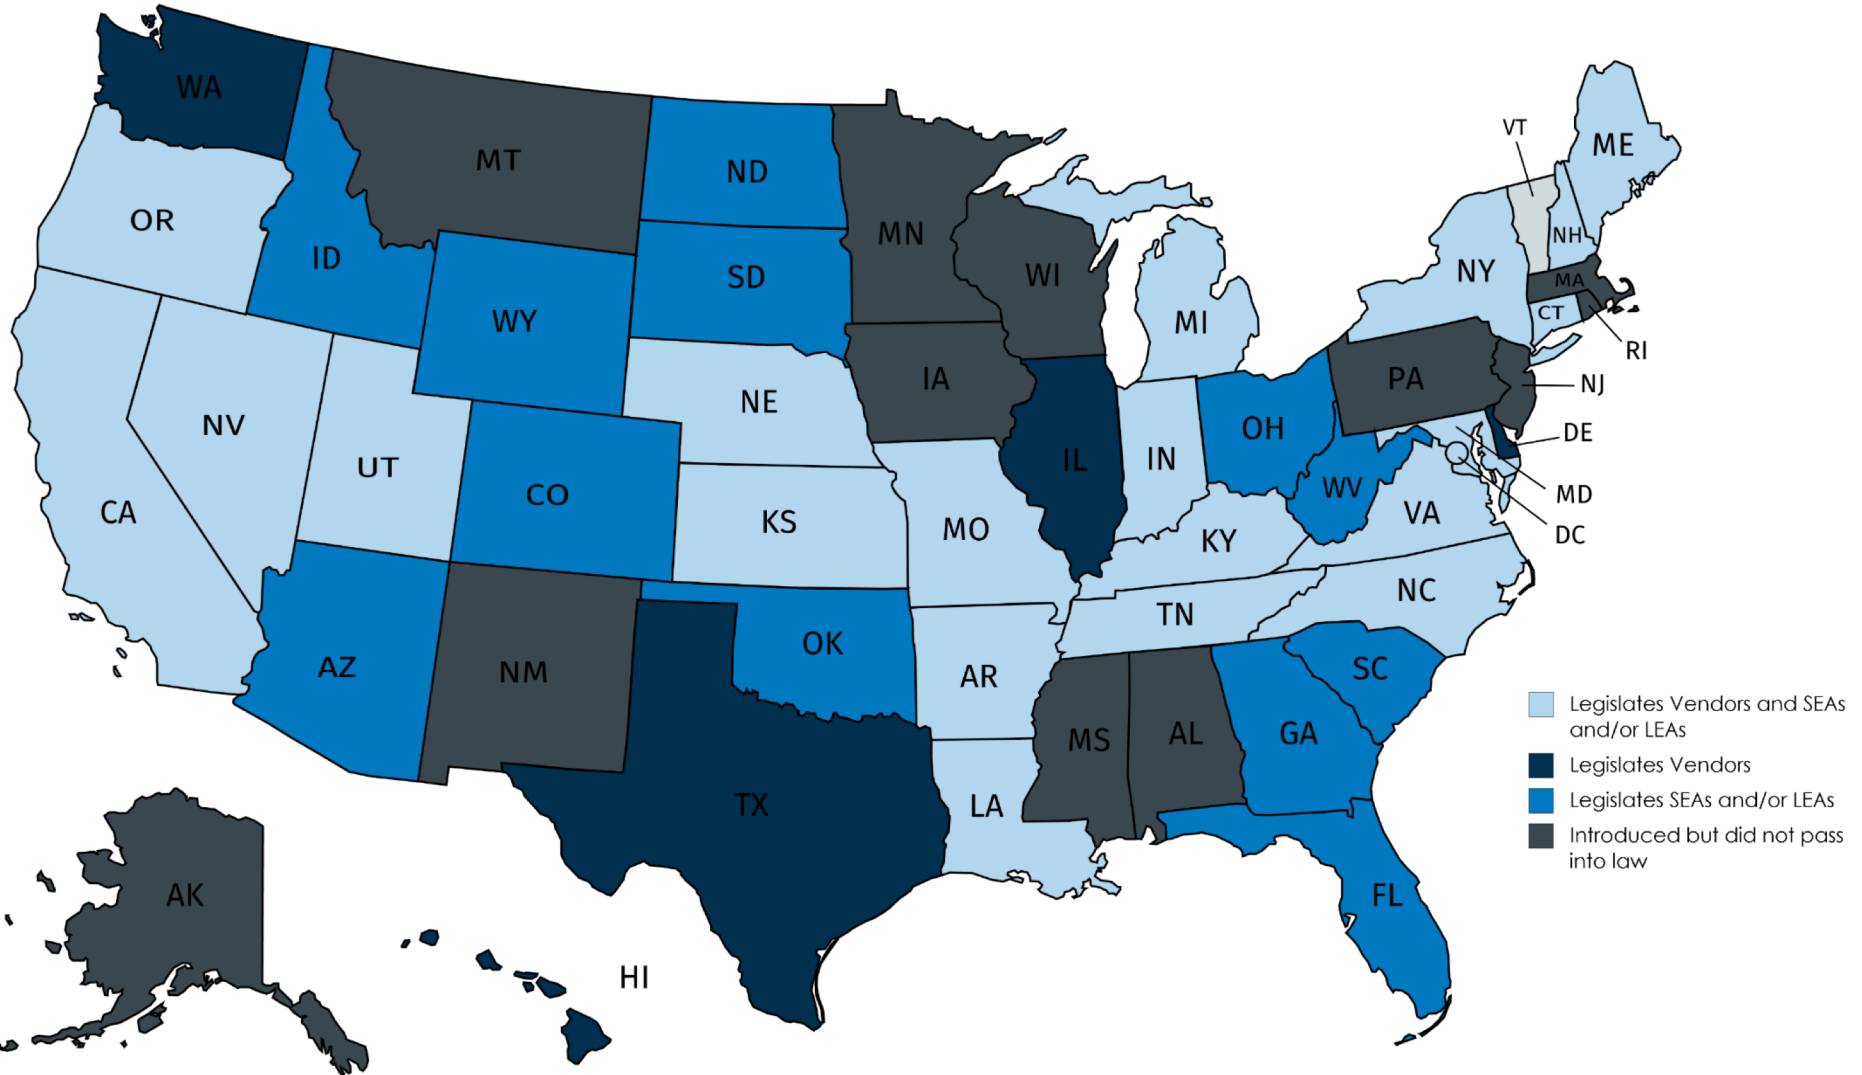 WA
MT
ND
MN
OR
ID
SD
WI
WY
MI
NY
VT
ME
NH
MA
CT
RI
IA
NE
PA
NJ
NV
UT
CO
IL
IN
OH
DE
WV
MD
DC
CA
KS
MO
KY
VA
AZ
NM
OK
AR
TN
NC
SC
MS
AL
GA
TX
LA
FL
AK
HI
Legislates Vendors and SEAs
and/or LEAs
Legislates Vendors
Legislates SEAs and/or LEAs
Introduced but did not pass
into law